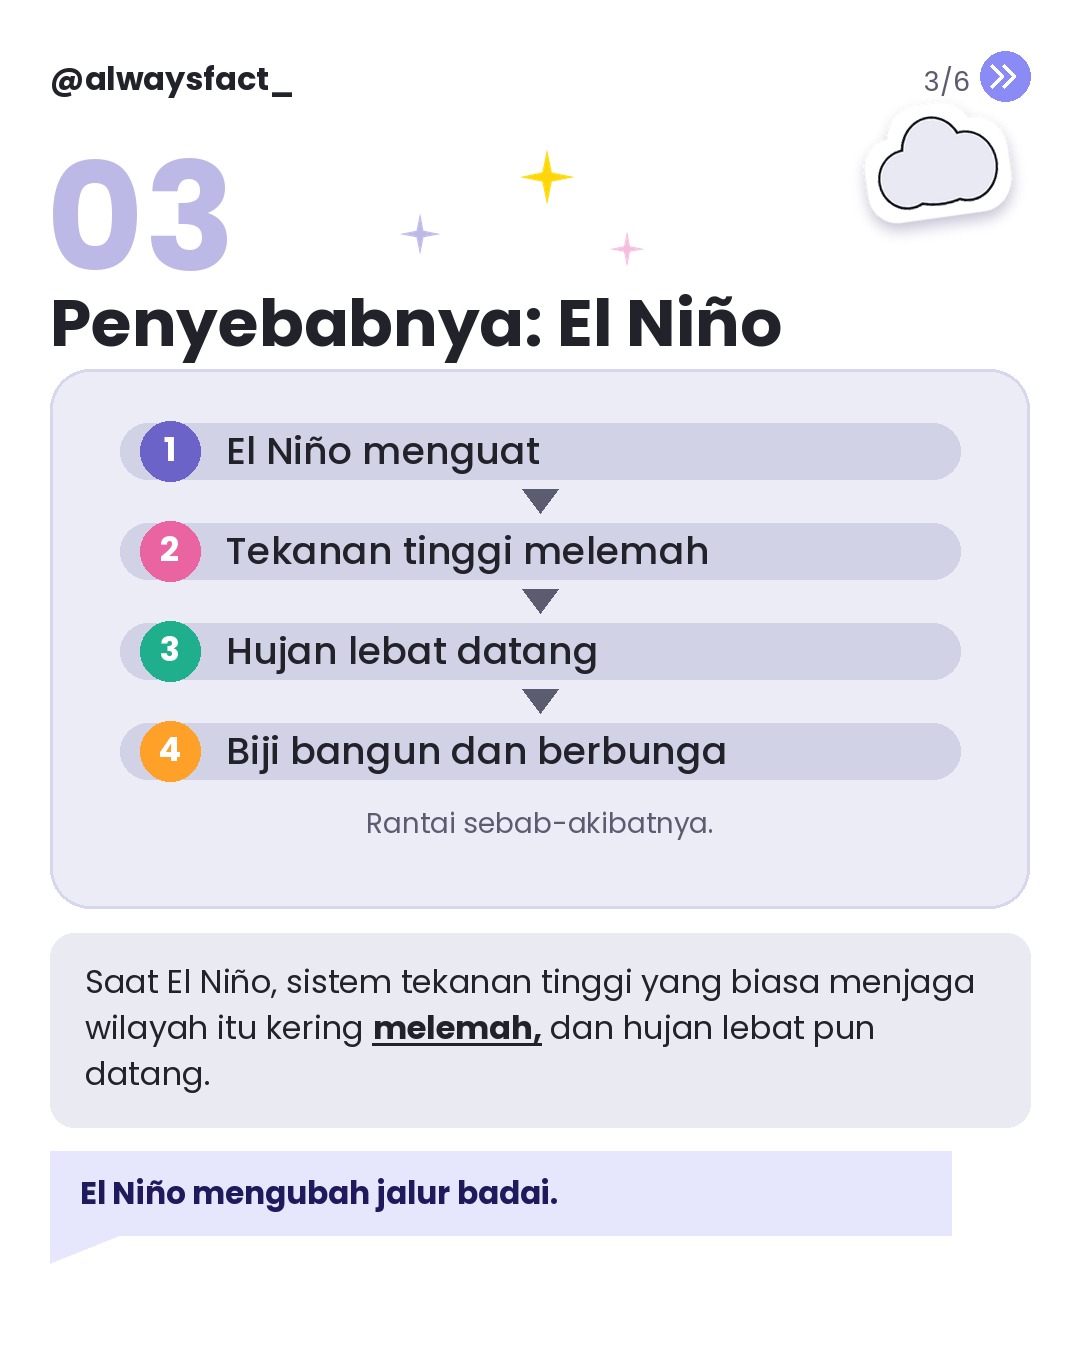 @alwaysfact_
3/6
03
Penyebabnya: El Niño
1 El Niño menguat
2 Tekanan tinggi melemah
3 Hujan lebat datang
4 Biji bangun dan berbunga
Rantai sebab-akibatnya.
Saat El Niño, sistem tekanan tinggi yang biasa menjaga
wilayah itu kering melemah, dan hujan lebat pun
datang.
El Niño mengubah jalur badai.